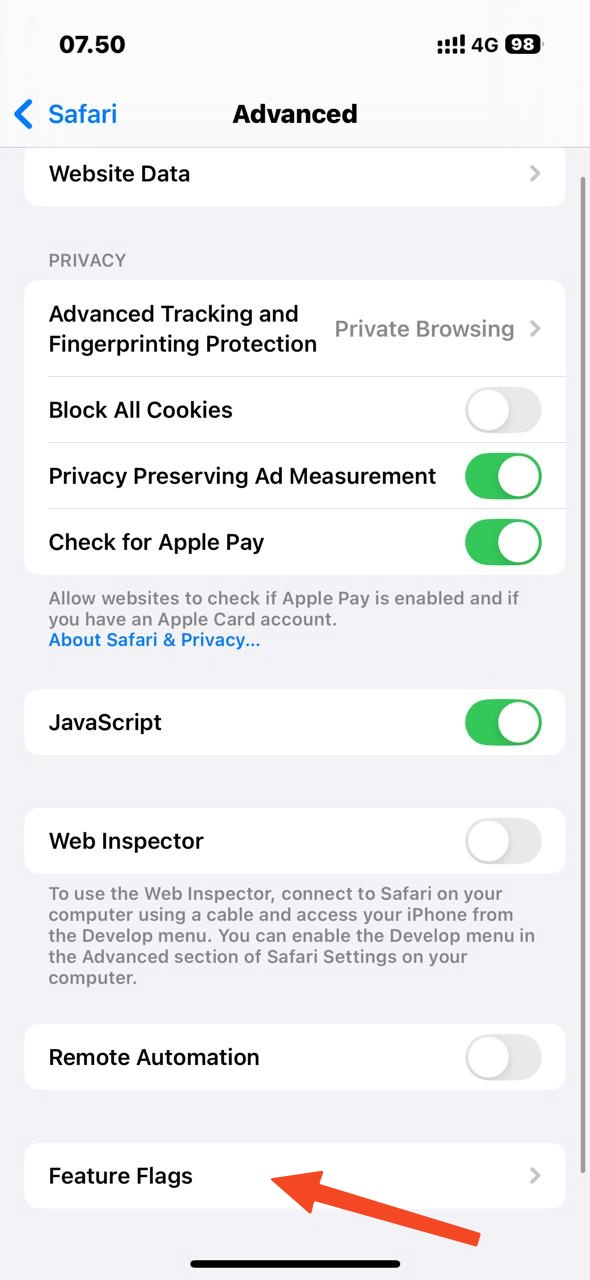 07.50
4G 98
Safari
Advanced
Website Data
PRIVACY
Advanced Tracking and
Fingerprinting Protection
Private Browsing
Block All Cookies
Privacy Preserving Ad Measurement
Check for Apple Pay
Allow websites to check if Apple Pay is enabled and if
you have an Apple Card account.
About Safari & Privacy...
JavaScript
Web Inspector
To use the Web Inspector, connect to Safari on your
computer using a cable and access your iPhone from
the Develop menu. You can enable the Develop menu in
the Advanced section of Safari Settings on your
computer.
Remote Automation
Feature Flags